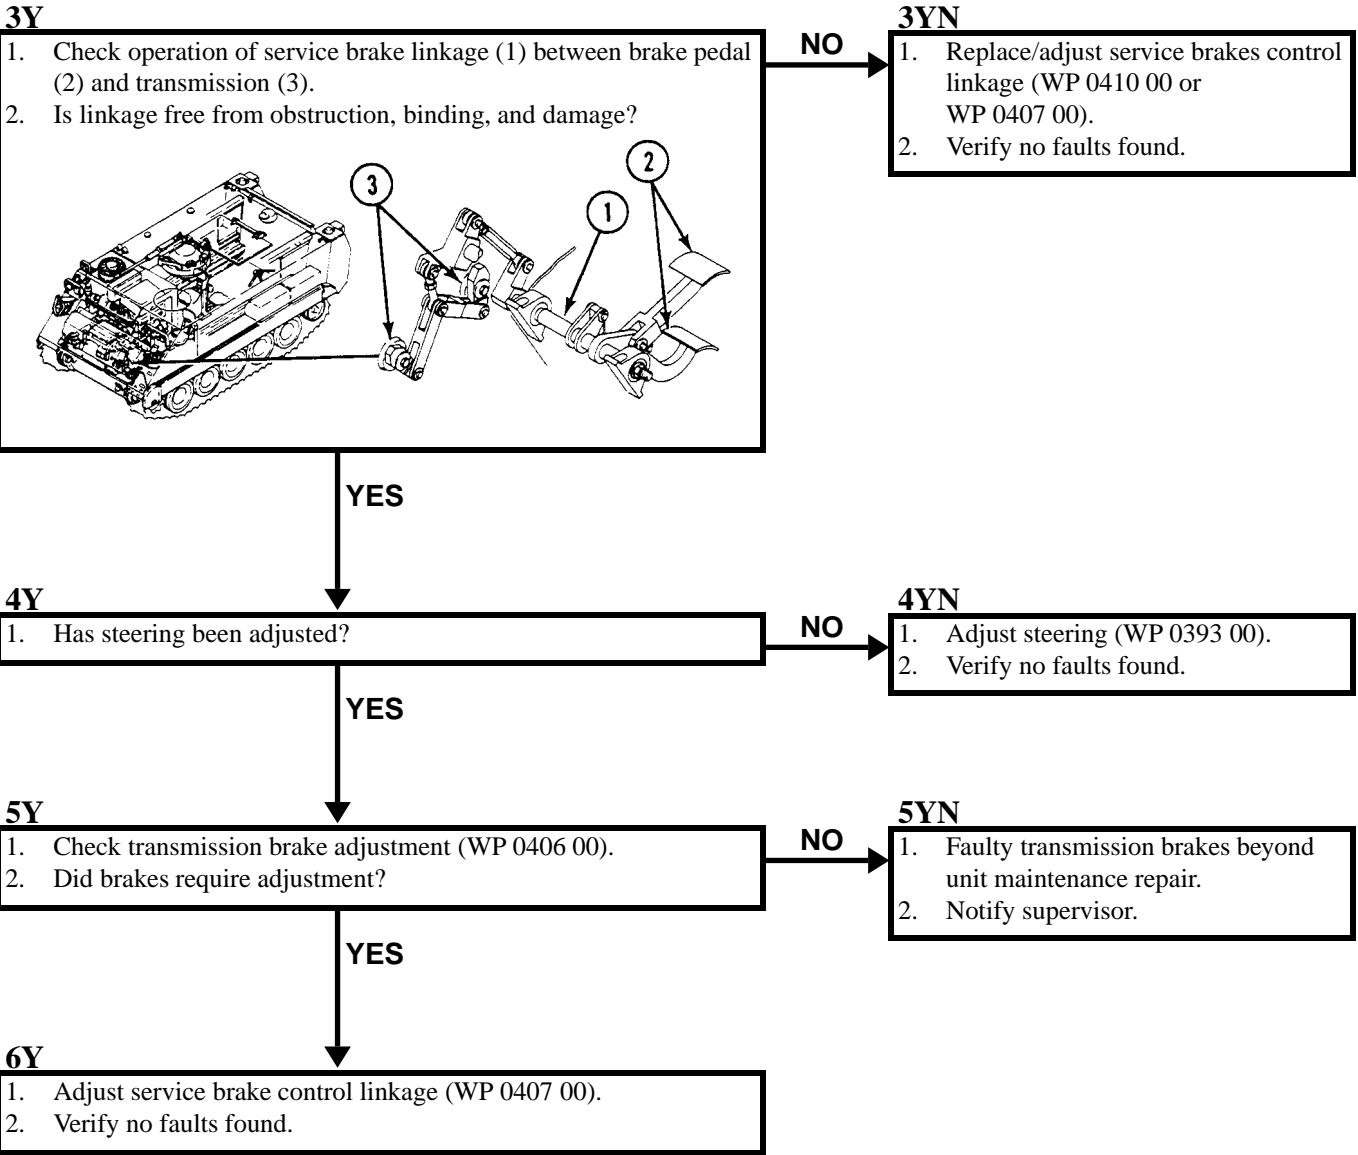 3Y
1. Check operation of service brake linkage (1) between brake pedal
(2) and transmission (3).
2. Is linkage free from obstruction, binding, and damage?
3
2
1
NO
3YN
1. Replace/adjust service brakes control
linkage (WP 0410 00 or
WP 0407 00).
2. Verify no faults found.
YES
4Y
1. Has steering been adjusted?
NO
4YN
1. Adjust steering (WP 0393 00).
2. Verify no faults found.
YES
5Y
1. Check transmission brake adjustment (WP 0406 00).
2. Did brakes require adjustment?
NO
5YN
1. Faulty transmission brakes beyond
unit maintenance repair.
2. Notify supervisor.
YES
6Y
1. Adjust service brake control linkage (WP 0407 00).
2. Verify no faults found.